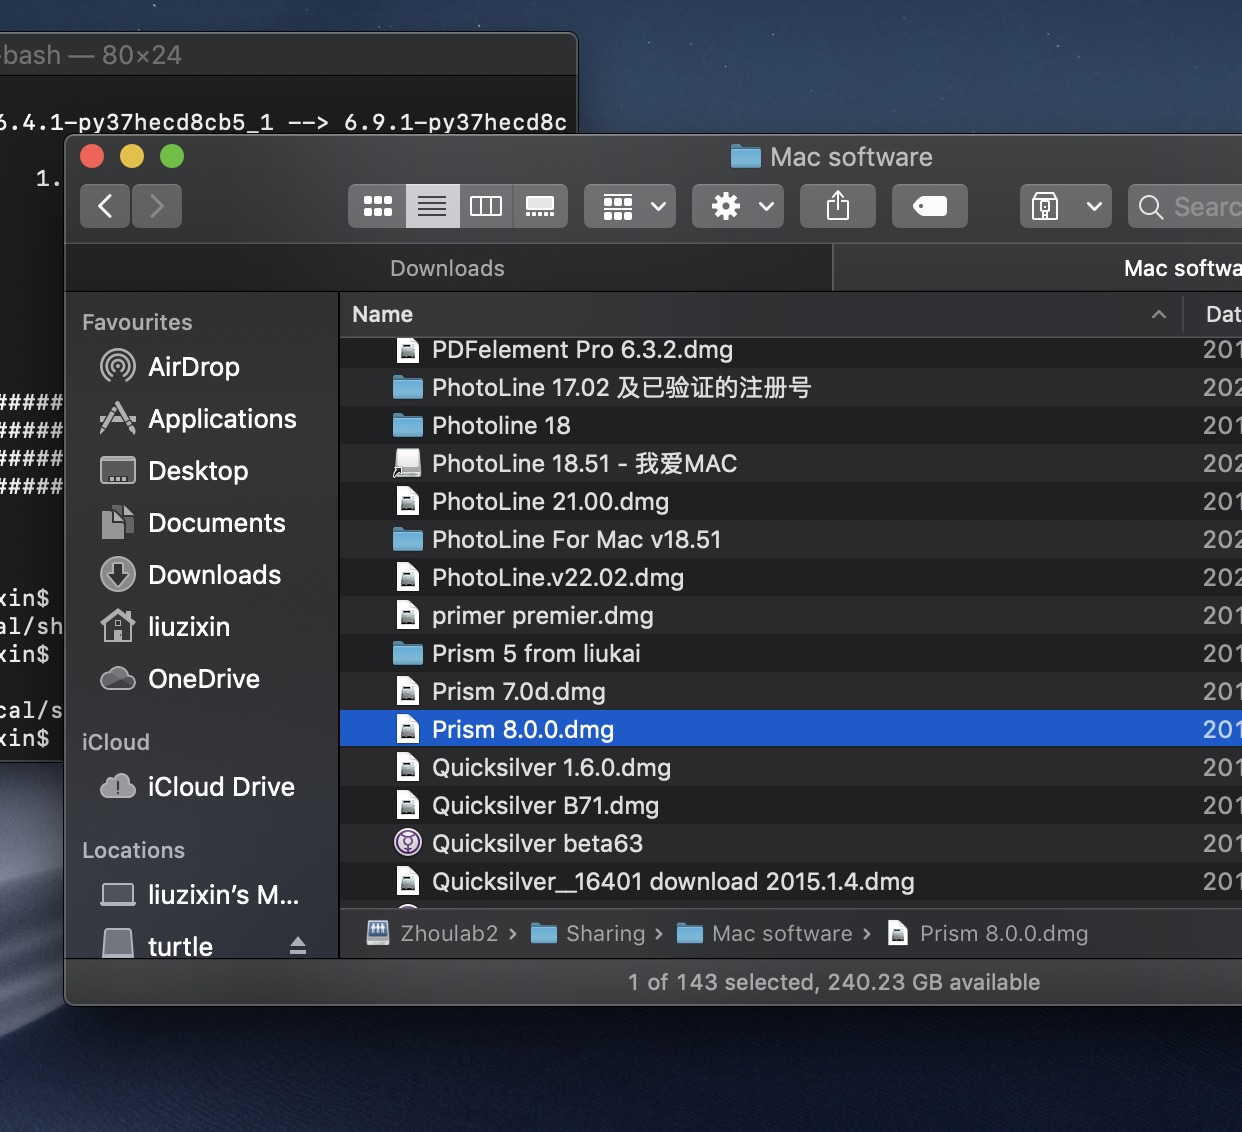 -bash — 80×24
6.4.1-py37hecd8cb5_1 --> 6.9.1-py37hecd8c
1.
#####
#####
#####
#####
xin$
al/sh
xin$
cal/s
xin$
Mac software
Searc
Downloads
Mac softwa
Favourites
AirDrop
Applications
Desktop
Documents
Downloads
liuzixin
OneDrive
iCloud
iCloud Drive
Locations
liuzixin’s M...
turtle
Name Dat
PDFelement Pro 6.3.2.dmg 201
PhotoLine 17.02 及已验证的注册号 202
Photoline 18 201
PhotoLine 18.51 - 我爱MAC 202
PhotoLine 21.00.dmg 201
PhotoLine For Mac v18.51 202
PhotoLine.v22.02.dmg 202
primer premier.dmg 201
Prism 5 from liukai 201
Prism 7.0d.dmg 201
Prism 8.0.0.dmg 201
Quicksilver 1.6.0.dmg 201
Quicksilver B71.dmg 201
Quicksilver beta63 201
Quicksilver__16401 download 2015.1.4.dmg 201
Zhoulab2 › Sharing › Mac software › Prism 8.0.0.dmg
1 of 143 selected, 240.23 GB available